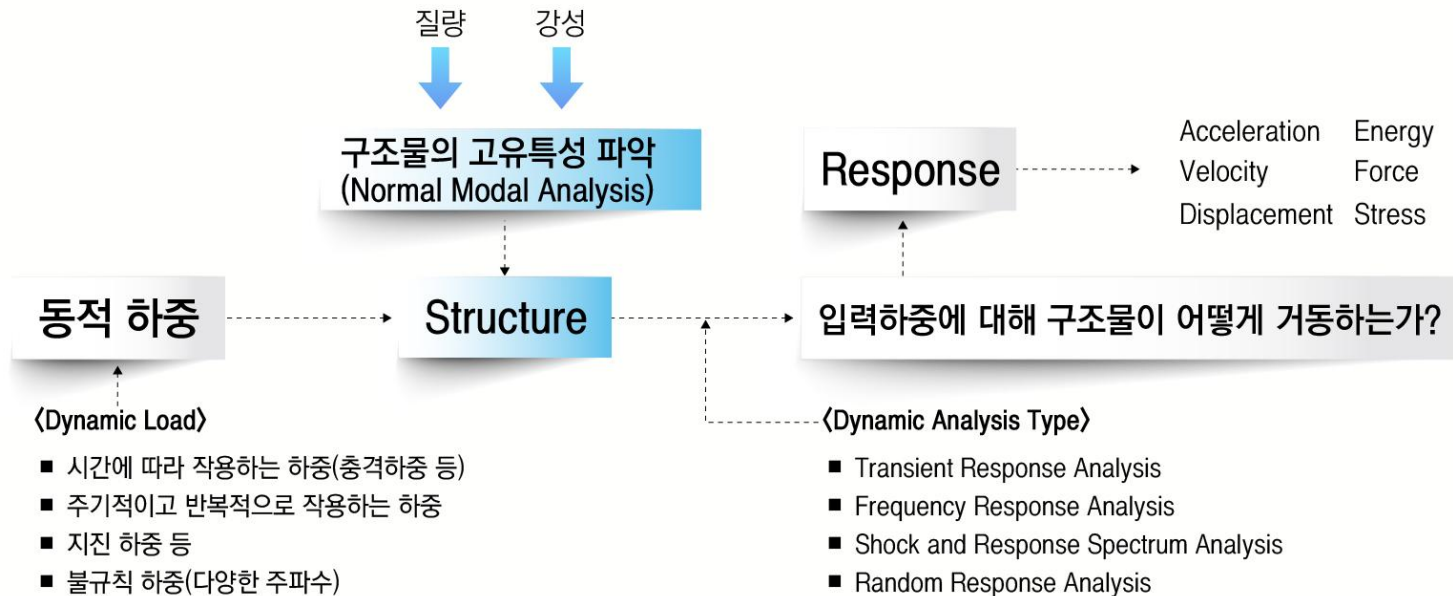 질량
강성
구조물의 고유특성 파악
(Normal Modal Analysis)
Response
Acceleration Energy
Velocity Force
Displacement Stress
동적 하중
Structure
입력하중에 대해 구조물이 어떻게 거동하는가?
〈Dynamic Load〉
■ 시간에 따라 작용하는 하중(충격하중 등)
■ 주기적이고 반복적으로 작용하는 하중
■ 지진 하중 등
■ 불규칙 하중(다양한 주파수)
〈Dynamic Analysis Type〉
■ Transient Response Analysis
■ Frequency Response Analysis
■ Shock and Response Spectrum Analysis
■ Random Response Analysis